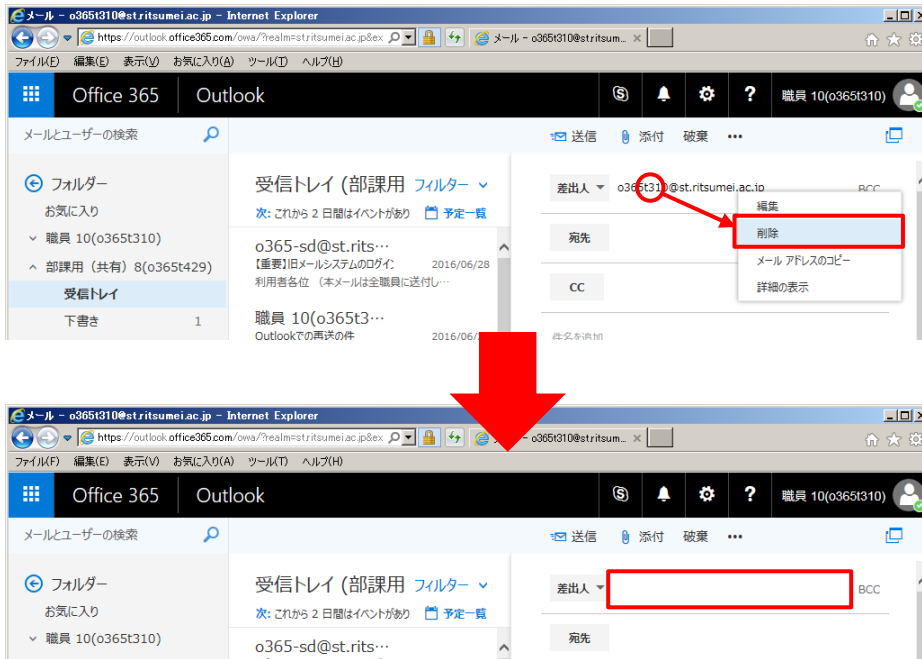 メール - o365t310@st.ritsumei.ac.jp - Internet Explorer
https://outlook.office365.com/owa/?realm=st.ritsumei.ac.jp&ex
メール - o365t310@stritsum...
ファイル(F) 編集(E) 表示(V) お気に入り(A) ツール(T) ヘルプ(H)
Office 365 Outlook ? 職員 10(o365t310)
メールとユーザーの検索 送信 添付 破棄 •••
フォルダー
お気に入り
職員 10(o365t310)
部課用（共有）8(o365t429)
受信トレイ
下書き 1
受信トレイ (部課用 フィルター
次: これから 2 日間はイベントがあり 予定一覧
o365-sd@st.rits…
【重要】旧メールシステムのログイン 2016/06/28
利用者各位 （本メールは全職員に送付し…
職員 10(o365t3…
Outlookでの再送の件 2016/06/
差出人 o365t310@st.ritsumei.ac.jp BCC
宛先
CC
件名を追加
編集
削除
メール アドレスのコピー
詳細の表示
メール - o365t310@st.ritsumei.ac.jp - Internet Explorer
https://outlook.office365.com/owa/?realm=st.ritsumei.ac.jp&ex
- o365t310@stritsum...
ファイル(F) 編集(E) 表示(V) お気に入り(A) ツール(T) ヘルプ(H)
Office 365 Outlook ? 職員 10(o365t310)
メールとユーザーの検索 送信 添付 破棄 •••
フォルダー
お気に入り
職員 10(o365t310)
受信トレイ (部課用 フィルター
次: これから 2 日間はイベントがあり 予定一覧
o365-sd@st.rits…
差出人 BCC
宛先